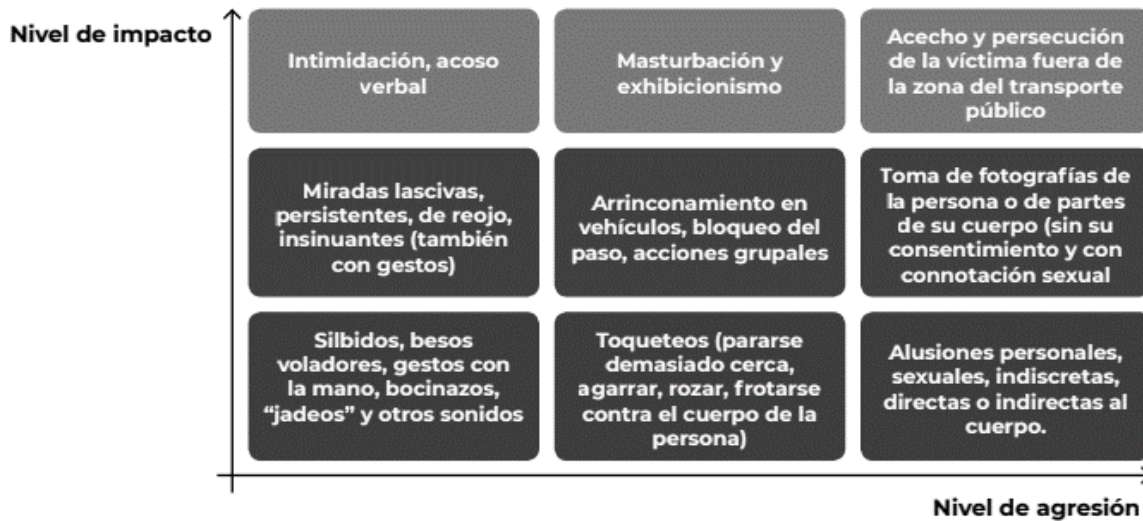 Nivel de impacto
Intimidación, acoso
verbal
Masturbación y
exhibicionismo
Acecho y persecución
de la víctima fuera de
la zona del transporte
público
Miradas lascivas,
persistentes, de reojo,
insinuantes (también
con gestos)
Arrinconamiento en
vehículos, bloqueo del
paso, acciones grupales
Toma de fotografías de
la persona o de partes
de su cuerpo (sin su
consentimiento y con
connotación sexual
Silbidos, besos
voladores, gestos con
la mano, bocinazos,
“jadeos” y otros sonidos
Toqueteos (pararse
demasiado cerca,
agarrar, rozar, frotarse
contra el cuerpo de la
persona)
Alusiones personales,
sexuales, indiscretas,
directas o indirectas al
cuerpo.
Nivel de agresión